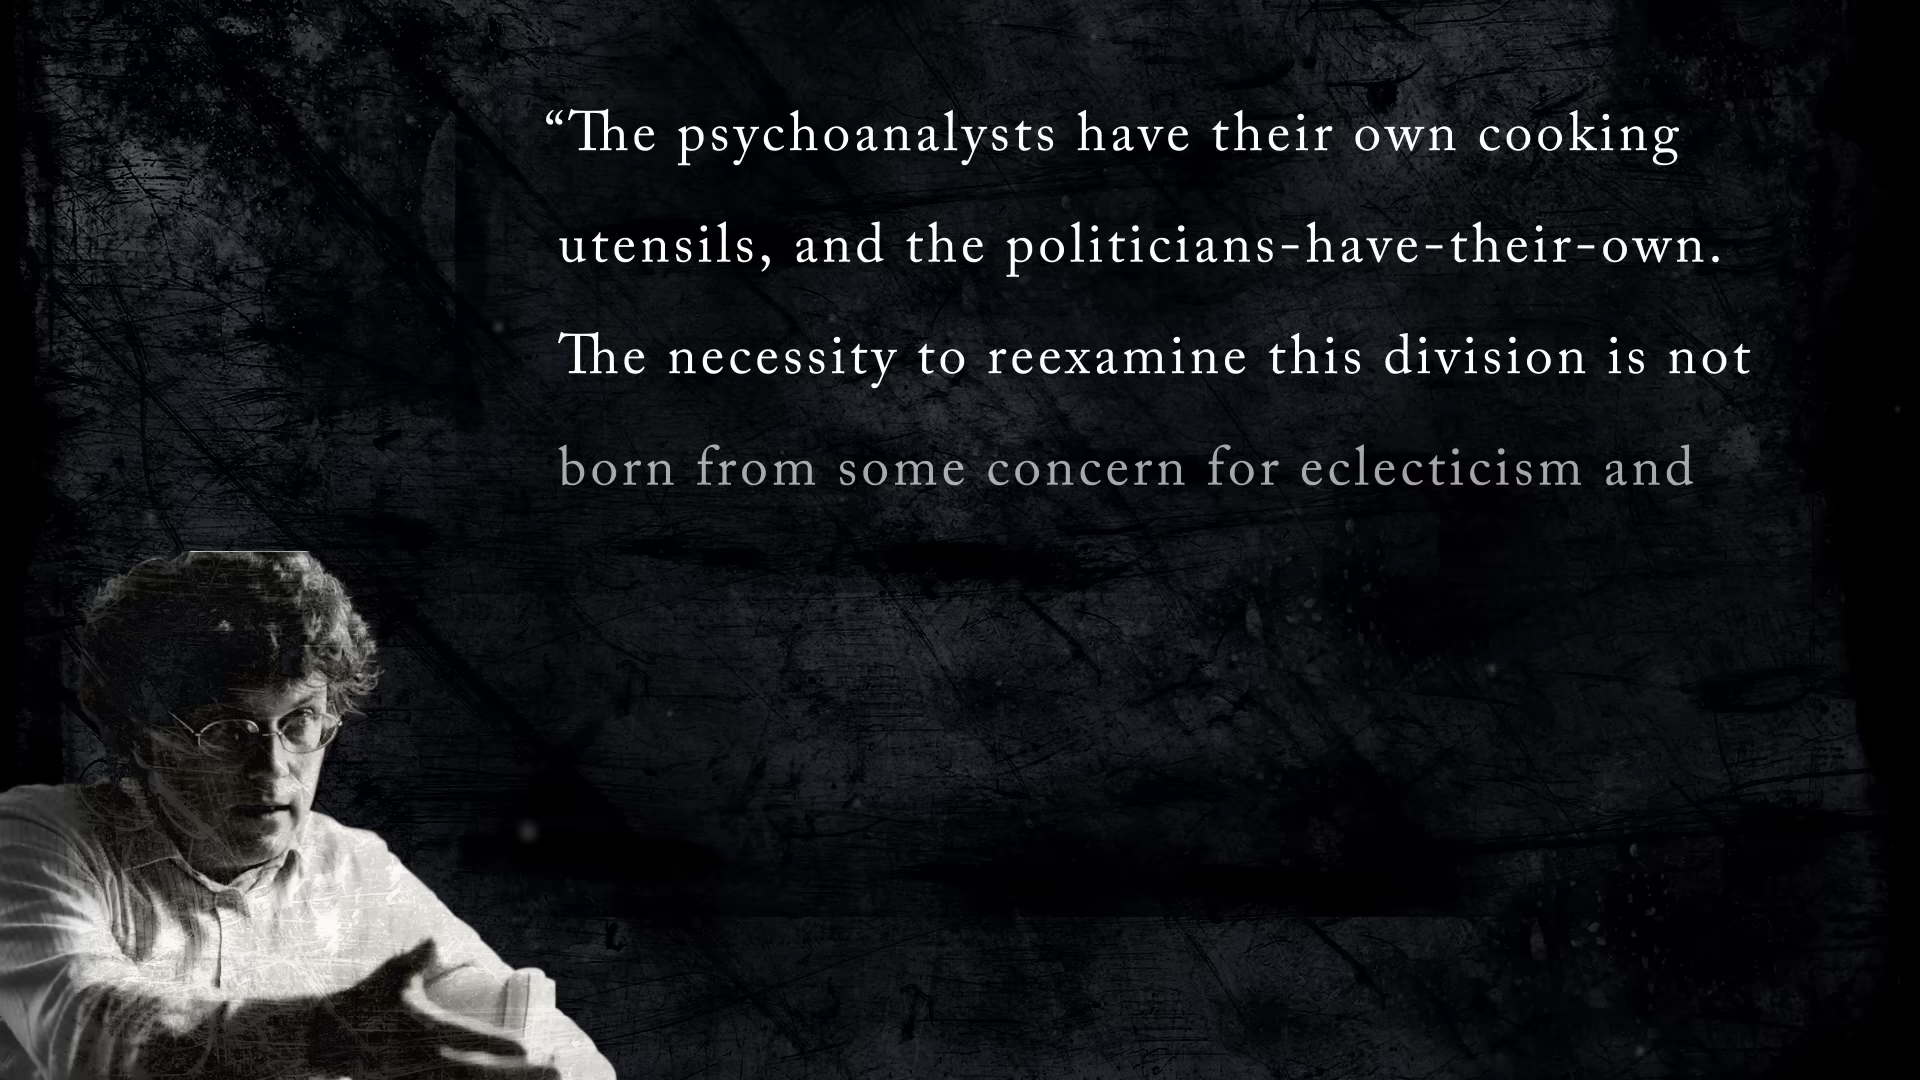 “The psychoanalysts have their own cooking
utensils, and the politicians-have-their-own.
The necessity to reexamine this division is not
born from some concern for eclecticism and